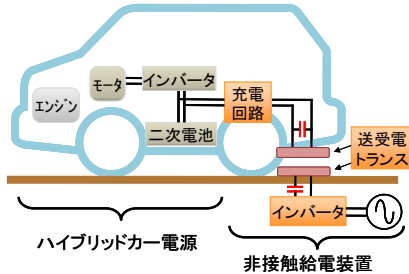 エンジン
モータ
インバータ
二次電池
充電
回路
送受電
トランス
インバータ
ハイブリッドカー電源
非接触給電装置